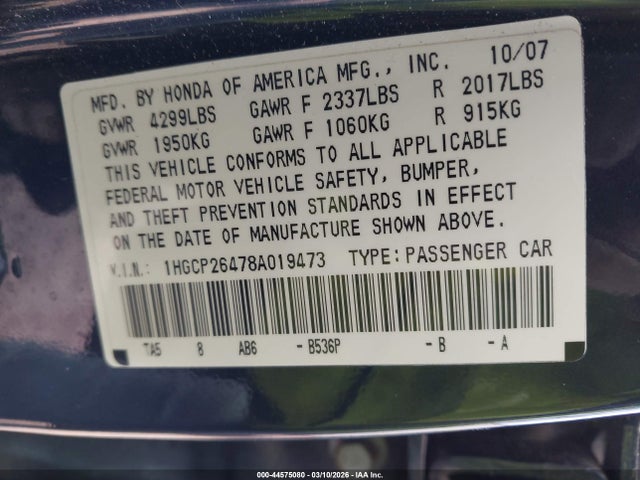 MFD. BY HONDA OF AMERICA MFG., INC. 10/07
GVWR 4299LBS GAWR F 2337LBS R 2017LBS
GVWR 1950KG GAWR F 1060KG R 915KG
THIS VEHICLE CONFORMS TO ALL APPLICABLE
FEDERAL MOTOR VEHICLE SAFETY, BUMPER,
AND THEFT PREVENTION STANDARDS IN EFFECT
ON THE DATE OF MANUFACTURE SHOWN ABOVE.
V.I.N.: 1HGCP26478A019473 TYPE:PASSENGER CAR
TA5 8 AB6 -B536P -B -A
000-44575080 - 03/10/2026 - IAA Inc.